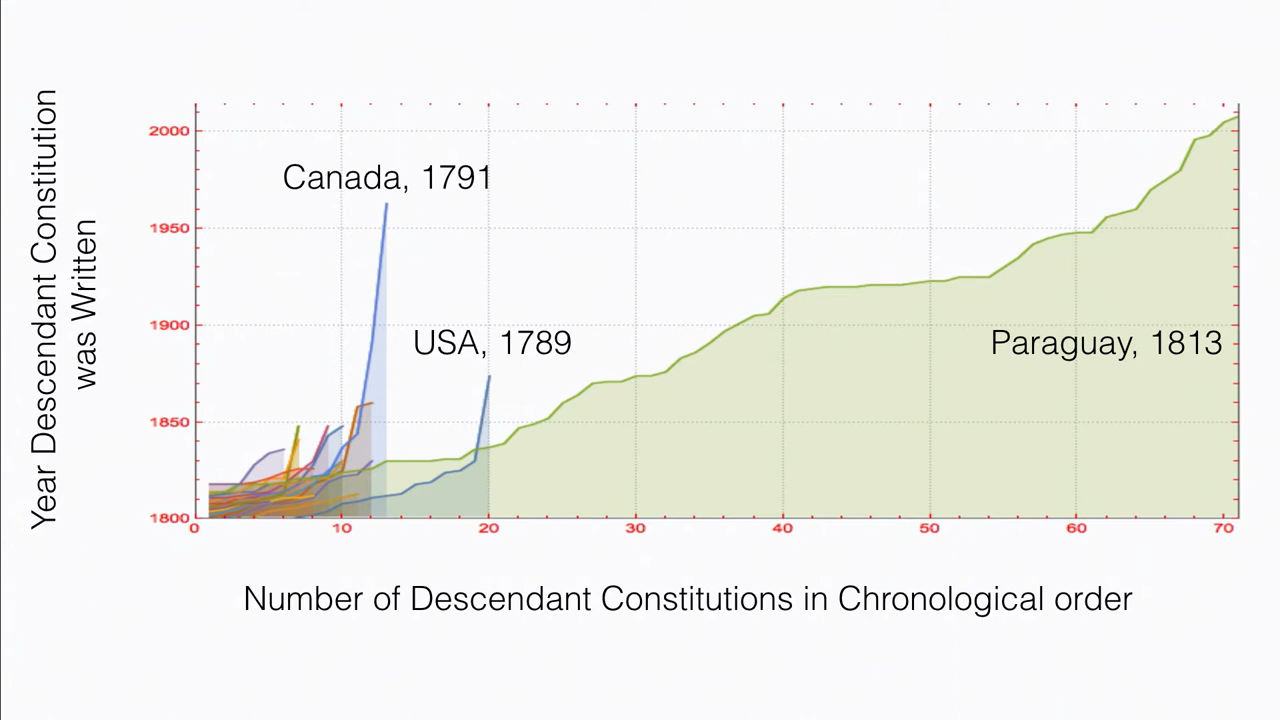 Year Descendant Constitution
was Written
2000
1950
1900
1850
1800
Canada, 1791
USA, 1789
Paraguay, 1813
0 10 20 30 40 50 60 70
Number of Descendant Constitutions in Chronological order